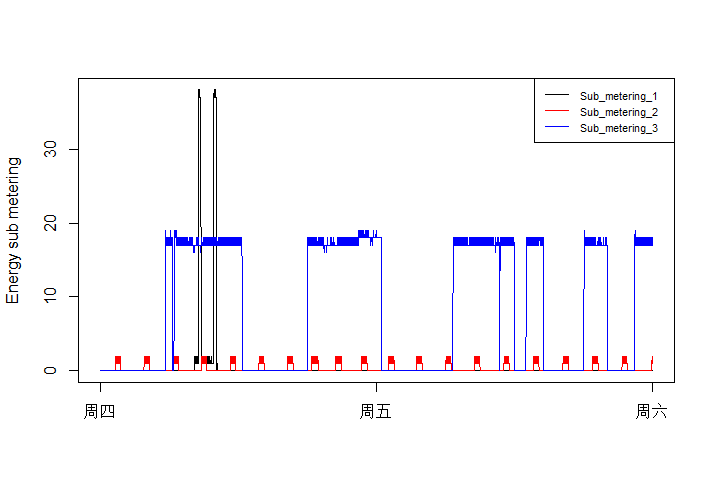 Sub_metering_1
Sub_metering_2
Sub_metering_3
Energy sub metering
30
20
10
0
周四 周五 周六